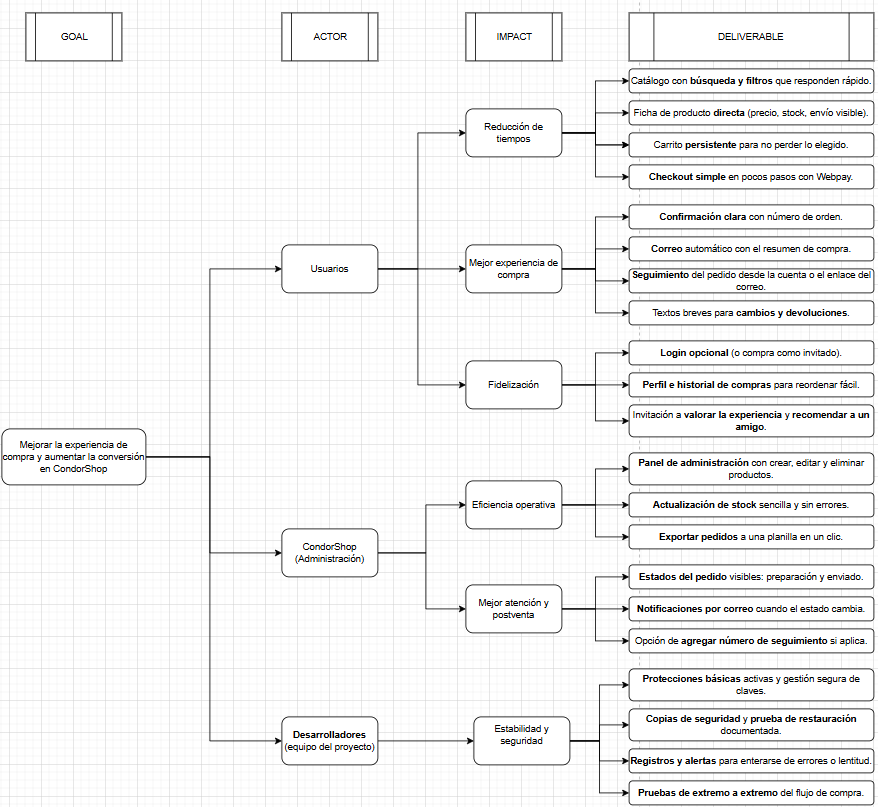 GOAL
ACTOR
IMPACT
DELIVERABLE
Catálogo con búsqueda y filtros que responden rápido.
Ficha de producto directa (precio, stock, envío visible).
Reducción de
tiempos
Carrito persistente para no perder lo elegido.
Checkout simple en pocos pasos con Webpay.
Confirmación clara con número de orden.
Correo automático con el resumen de compra.
Usuarios
Mejor experiencia de
compra
Seguimiento del pedido desde la cuenta o el enlace del
correo.
Textos breves para cambios y devoluciones.
Login opcional (o compra como invitado).
Fidelización
Perfil e historial de compras para reordenar fácil.
Invitación a valorar la experiencia y recomendar a un
amigo.
Mejorar la experiencia de
compra y aumentar la conversión
en CondorShop
Panel de administración con crear, editar y eliminar
productos.
Eficiencia operativa
Actualización de stock sencilla y sin errores.
Exportar pedidos a una planilla en un clic.
CondorShop
(Administración)
Estados del pedido visibles: preparación y enviado.
Mejor atención y
postventa
Notificaciones por correo cuando el estado cambia.
Opción de agregar número de seguimiento si aplica.
Protecciones básicas activas y gestión segura de
claves.
Desarrolladores
(equipo del proyecto)
Estabilidad y
seguridad
Copias de seguridad y prueba de restauración
documentada.
Registros y alertas para enterarse de errores o lentitud.
Pruebas de extremo a extremo del flujo de compra.